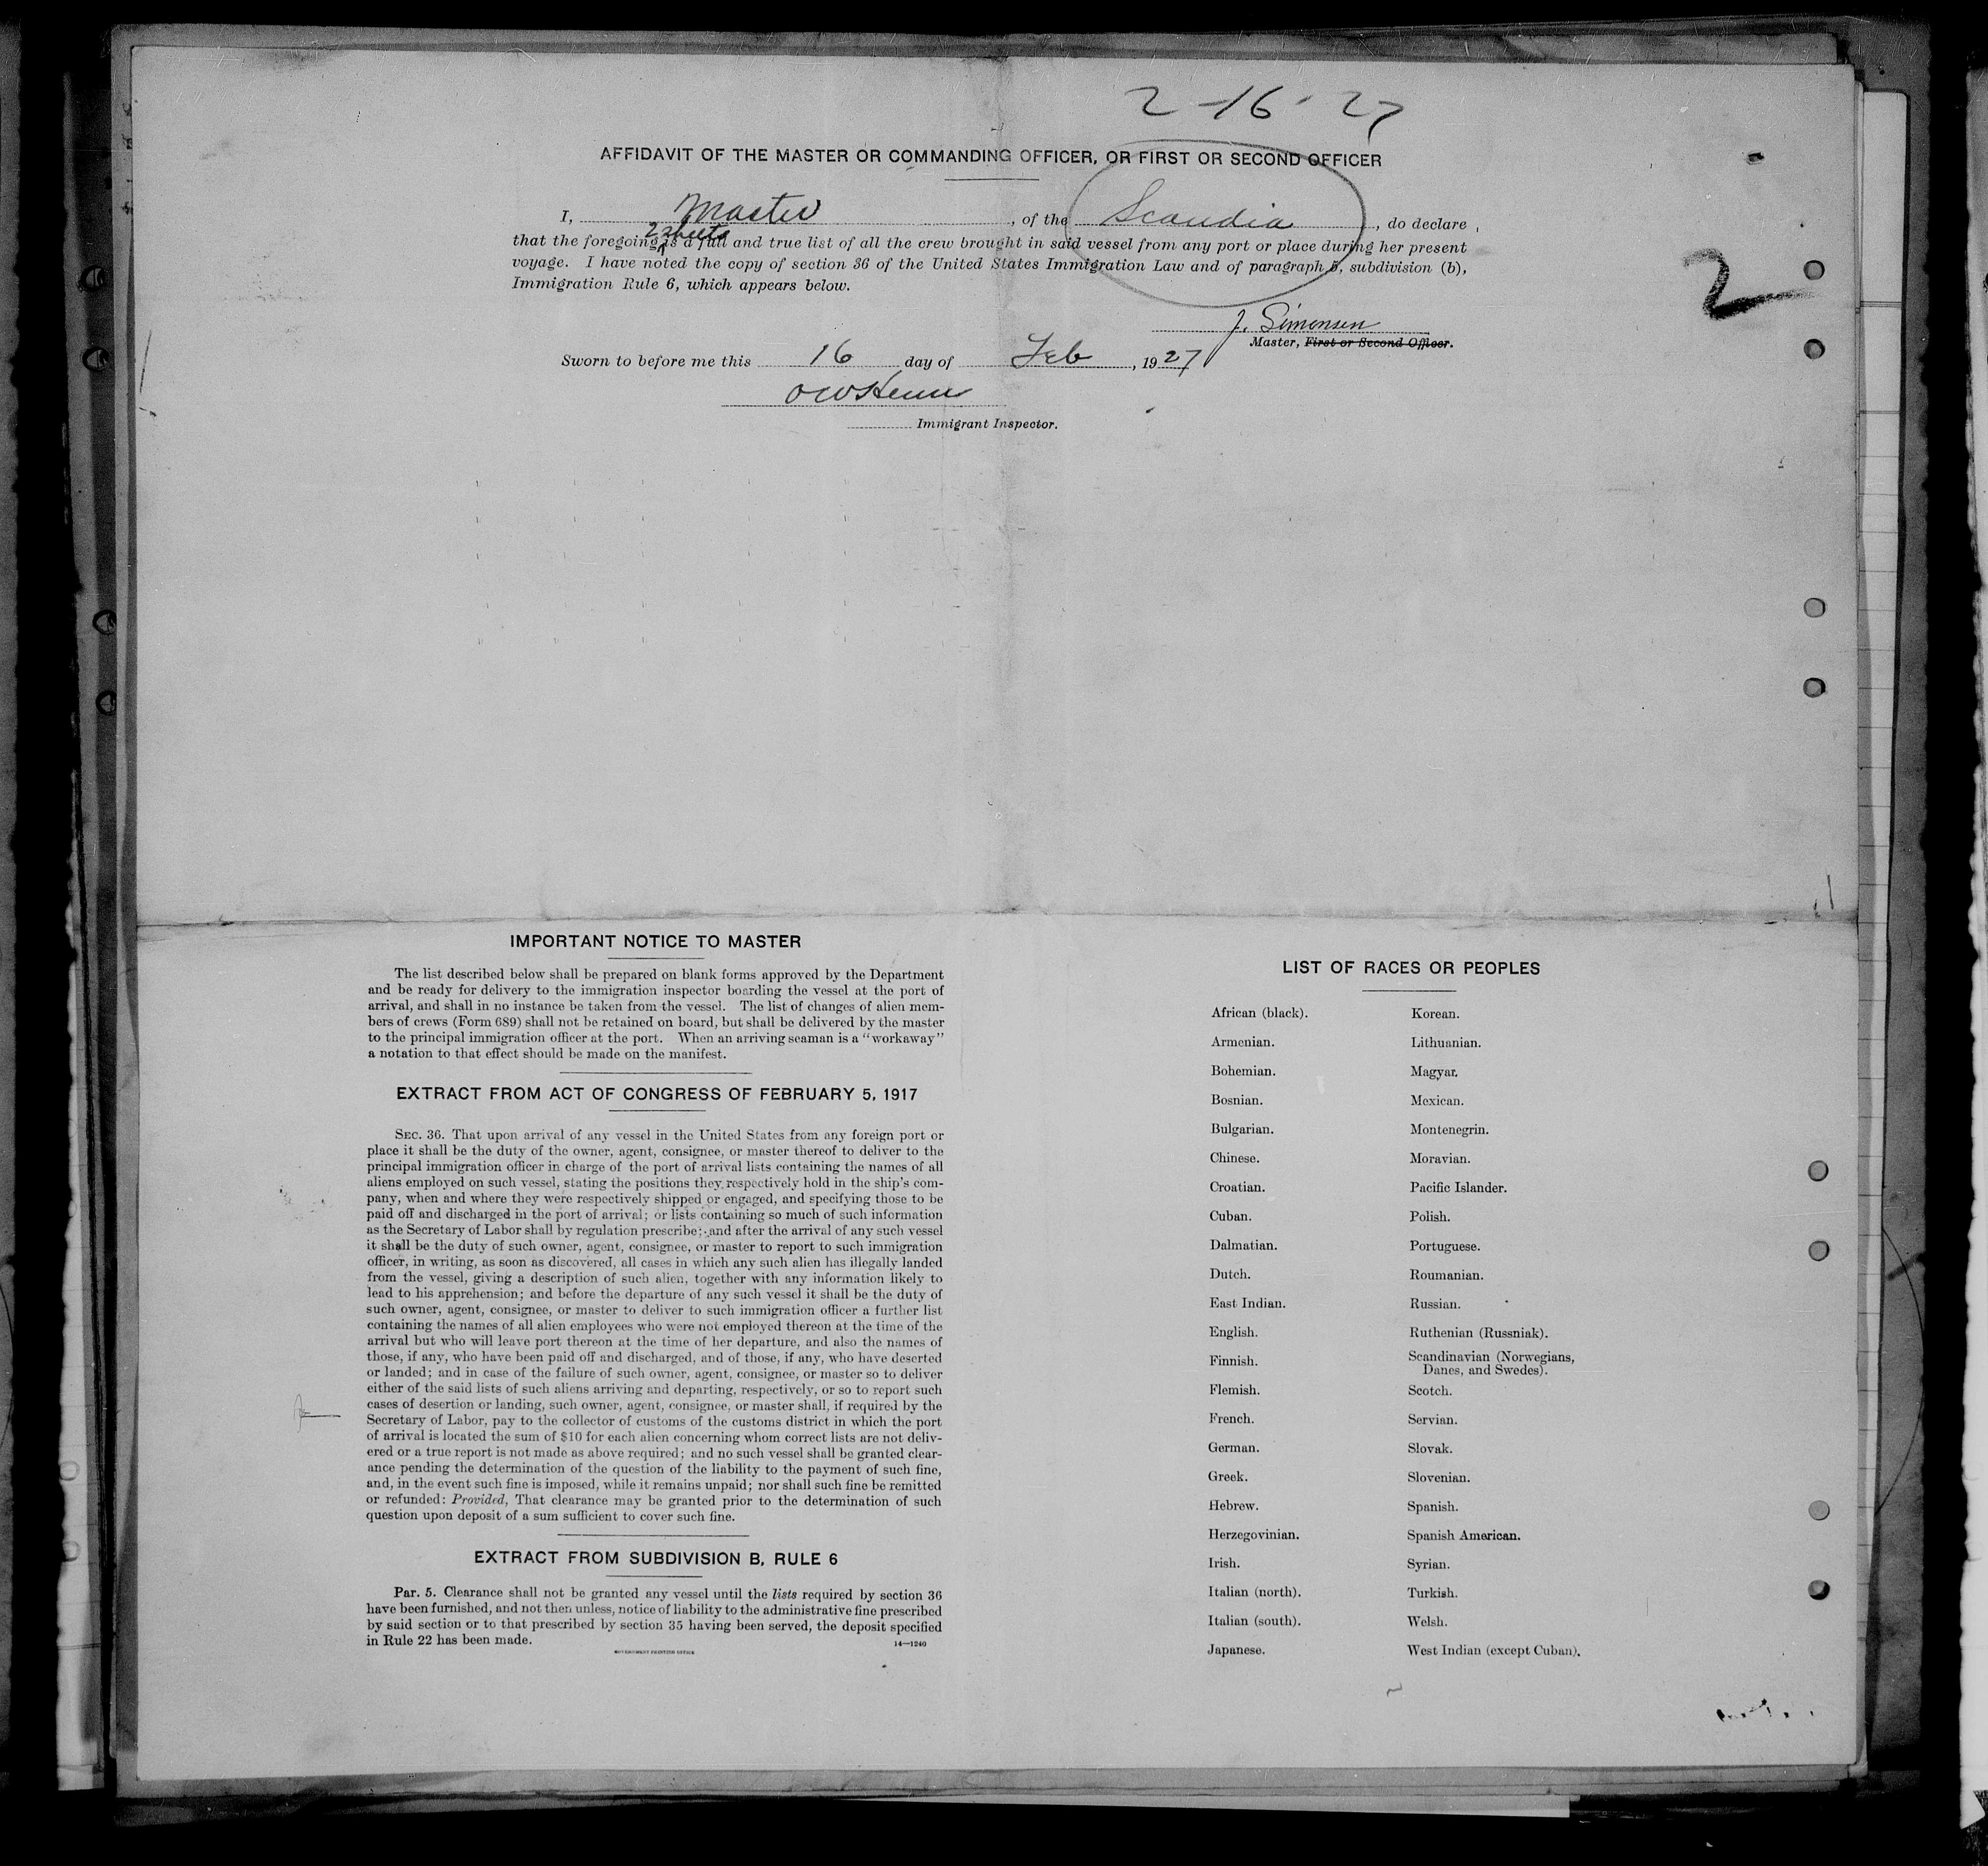 2-16-27
AFFIDAVIT OF THE MASTER OR COMMANDING OFFICER, OR FIRST OR SECOND OFFICER
I, Master, of the Scandia, do declare
2 sheets
that the foregoing is a full and true list of all the crew brought in said vessel from any port or place during her present
voyage. I have noted the copy of section 36 of the United States Immigration Law and of paragraph 5, subdivision (b),
Immigration Rule 6, which appears below.
2
J. Simonsen
Master, First or Second Officer.
Sworn to before me this 16 day of Feb, 1927
Immigrant Inspector.
IMPORTANT NOTICE TO MASTER
The list described below shall be prepared on blank forms approved by the Department
and be ready for delivery to the immigration inspector boarding the vessel at the port of
arrival, and shall in no instance be taken from the vessel. The list of changes of alien mem-
bers of crews (Form 689) shall not be retained on board, but shall be delivered by the master
to the principal immigration officer at the port. When an arriving seaman is a "workaway"
a notation to that effect should be made on the manifest.
EXTRACT FROM ACT OF CONGRESS OF FEBRUARY 5, 1917
SEC. 36. That upon arrival of any vessel in the United States from any foreign port or
place it shall be the duty of the owner, agent, consignee, or master thereof to deliver to the
principal immigration officer in charge of the port of arrival lists containing the names of all
aliens employed on such vessel, stating the positions they respectively hold in the ship's com-
pany, when and where they were respectively shipped or engaged, and specifying those to be
paid off and discharged in the port of arrival; or lists containing so much of such information
as the Secretary of Labor shall by regulation prescribe; and after the arrival of any such vessel
it shall be the duty of such owner, agent, consignee, or master to report to such immigration
officer, in writing, as soon as discovered, all cases in which any such alien has illegally landed
from the vessel, giving a description of such alien, together with any information likely to
lead to his apprehension; and before the departure of any such vessel it shall be the duty of
such owner, agent, consignee, or master to deliver to such immigration officer a further list
containing the names of all alien employees who were not employed thereon at the time of the
arrival but who will leave port thereon at the time of her departure, and also the names of
those, if any, who have been paid off and discharged, and of those, if any, who have deserted
or landed; and in case of the failure of such owner, agent, consignee, or master so to deliver
either of the said lists of such aliens arriving and departing, respectively, or so to report such
cases of desertion or landing, such owner, agent, consignee, or master shall, if required by the
Secretary of Labor, pay to the collector of customs of the customs district in which the port
of arrival is located the sum of $10 for each alien concerning whom correct lists are not deliv-
ered or a true report is not made as above required; and no such vessel shall be granted clear-
ance pending the determination of the question of the liability to the payment of such fine,
and, in the event such fine is imposed, while it remains unpaid; nor shall such fine be remitted
or refunded: Provided, That clearance may be granted prior to the determination of such
question upon deposit of a sum sufficient to cover such fine.
EXTRACT FROM SUBDIVISION B, RULE 6
Par. 5. Clearance shall not be granted any vessel until the lists required by section 36
have been furnished, and not then unless, notice of liability to the administrative fine prescribed
by said section or to that prescribed by section 35 having been served, the deposit specified
in Rule 22 has been made.
14—1240
GOVERNMENT PRINTING OFFICE
LIST OF RACES OR PEOPLES
African (black). Korean.
Armenian. Lithuanian.
Bohemian. Magyar.
Bosnian. Mexican.
Bulgarian. Montenegrin.
Chinese. Moravian.
Croatian. Pacific Islander.
Cuban. Polish.
Dalmatian. Portuguese.
Dutch. Roumanian.
East Indian. Russian.
English. Ruthenian (Russniak).
Finnish. Scandinavian (Norwegians,
Danes, and Swedes).
Flemish. Scotch.
French. Servian.
German. Slovak.
Greek. Slovenian.
Hebrew. Spanish.
Herzegovinian. Spanish American.
Irish. Syrian.
Italian (north). Turkish.
Italian (south). Welsh.
Japanese. West Indian (except Cuban).